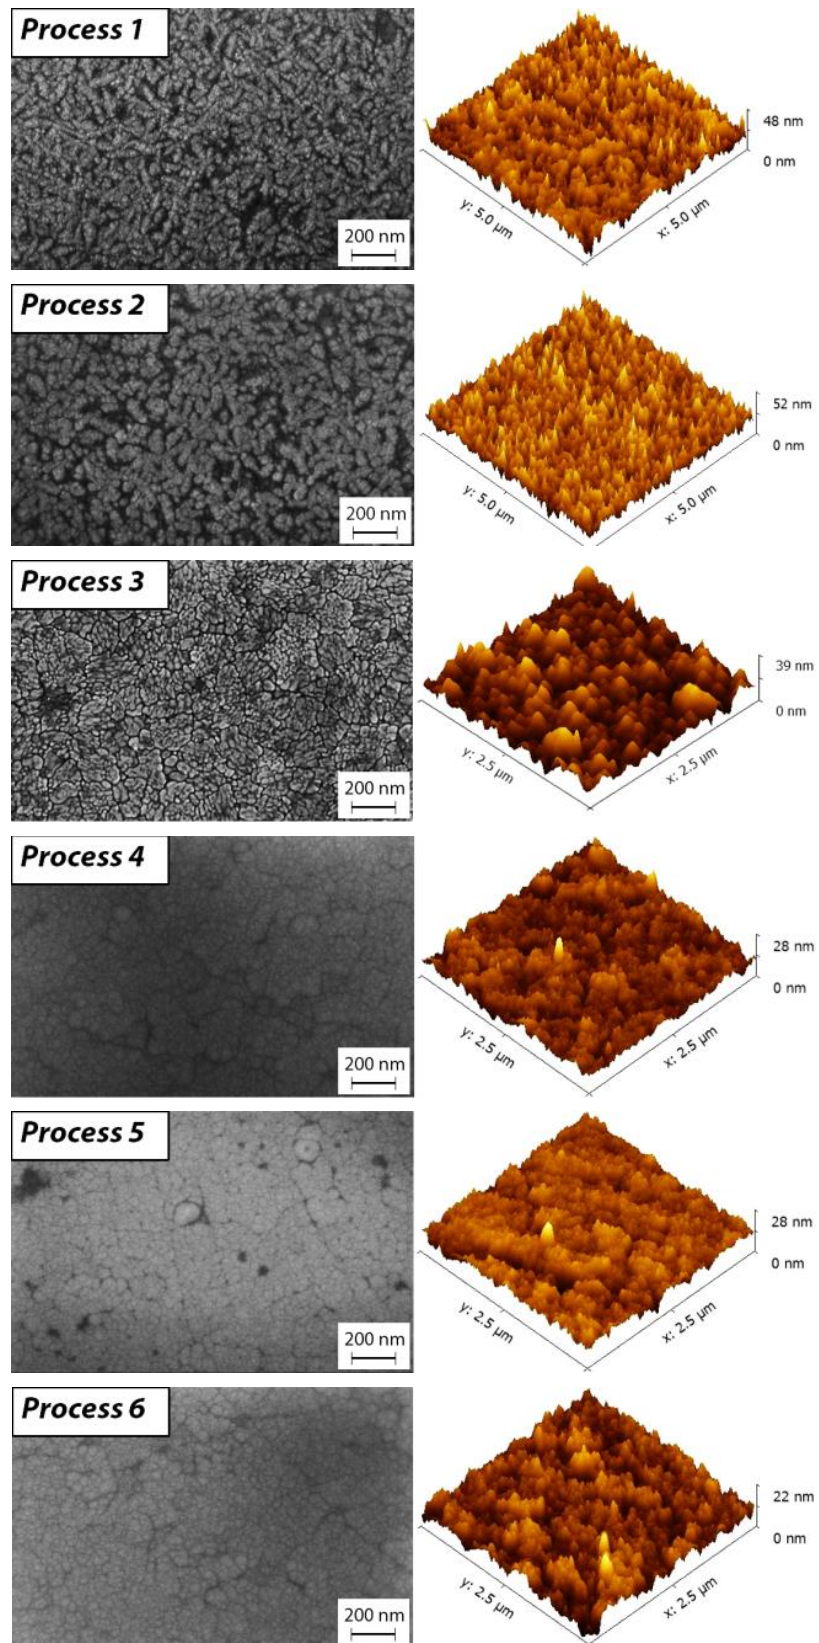 Process 1
200 nm
48 nm
0 nm
y: 5.0 µm
x: 5.0 µm
Process 2
200 nm
52 nm
0 nm
y: 5.0 µm
x: 5.0 µm
Process 3
200 nm
39 nm
0 nm
y: 2.5 µm
x: 2.5 µm
Process 4
200 nm
28 nm
0 nm
y: 2.5 µm
x: 2.5 µm
Process 5
200 nm
28 nm
0 nm
y: 2.5 µm
x: 2.5 µm
Process 6
200 nm
22 nm
0 nm
y: 2.5 µm
x: 2.5 µm